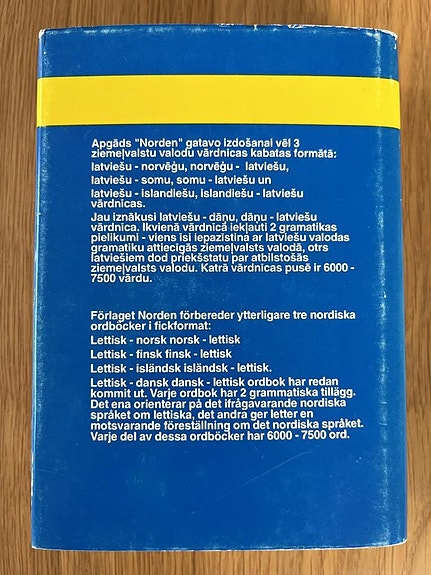 Apgāds "Norden" gatavo izdošanai vēl 3
ziemeļvalstu valodu vārdnīcas kabatas formātā:
latviešu - norvēģu, norvēģu - latviešu,
latviešu - somu, somu - latviešu un
latviešu - islandiešu, islandiešu - latviešu
vārdnīcas.
Jau iznākusi latviešu - dāņu, dāņu - latviešu
vārdnīca. Ikvienā vārdnīcā iekļauti 2 gramatikas
pielikumi - viens īsi iepazīstina ar latviešu valodas
gramatiku attiecīgās ziemeļvalsts valodā, otrs
latviešiem dod priekšstatu par atbilstošās
ziemeļvalsts valodu. Katrā vārdnīcas pusē ir 6000 -
7500 vārdu.
Förlaget Norden förbereder ytterligare tre nordiska
ordböcker i fickformat:
Lettisk - norsk norsk - lettisk
Lettisk - finsk finsk - lettisk
Lettisk - isländsk isländsk - lettisk.
Lettisk - dansk dansk - lettisk ordbok har redan
kommit ut. Varje ordbok har 2 grammatiska tillägg.
Det ena orienterar på det ifrågavarande nordiska
språket om lettiska, det andra ger letter en
motsvarande föreställning om det nordiska språket.
Varje del av dessa ordböcker har 6000 - 7500 ord.